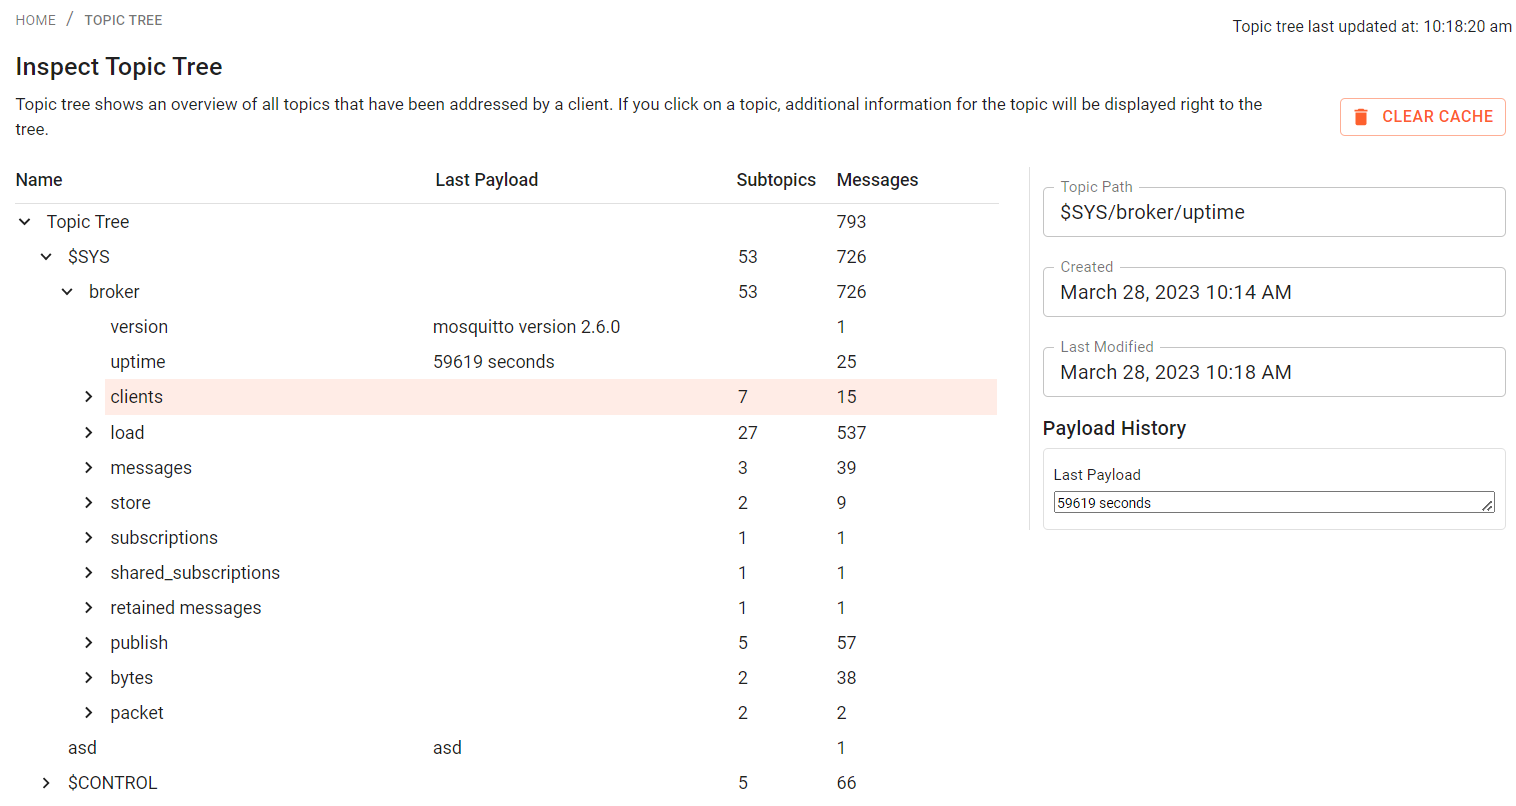 HOME / TOPIC TREE
Topic tree last updated at: 10:18:20 am
Inspect Topic Tree
Topic tree shows an overview of all topics that have been addressed by a client. If you click on a topic, additional information for the topic will be displayed right to the
tree.
CLEAR CACHE
Name Last Payload Subtopics Messages
Topic Tree 793
$SYS 53 726
broker 53 726
version mosquitto version 2.6.0 1
uptime 59619 seconds 25
clients 7 15
load 27 537
messages 3 39
store 2 9
subscriptions 1 1
shared_subscriptions 1 1
retained messages 1 1
publish 5 57
bytes 2 38
packet 2 2
asd asd 1
$CONTROL 5 66
Topic Path
$SYS/broker/uptime
Created
March 28, 2023 10:14 AM
Last Modified
March 28, 2023 10:18 AM
Payload History
Last Payload
59619 seconds